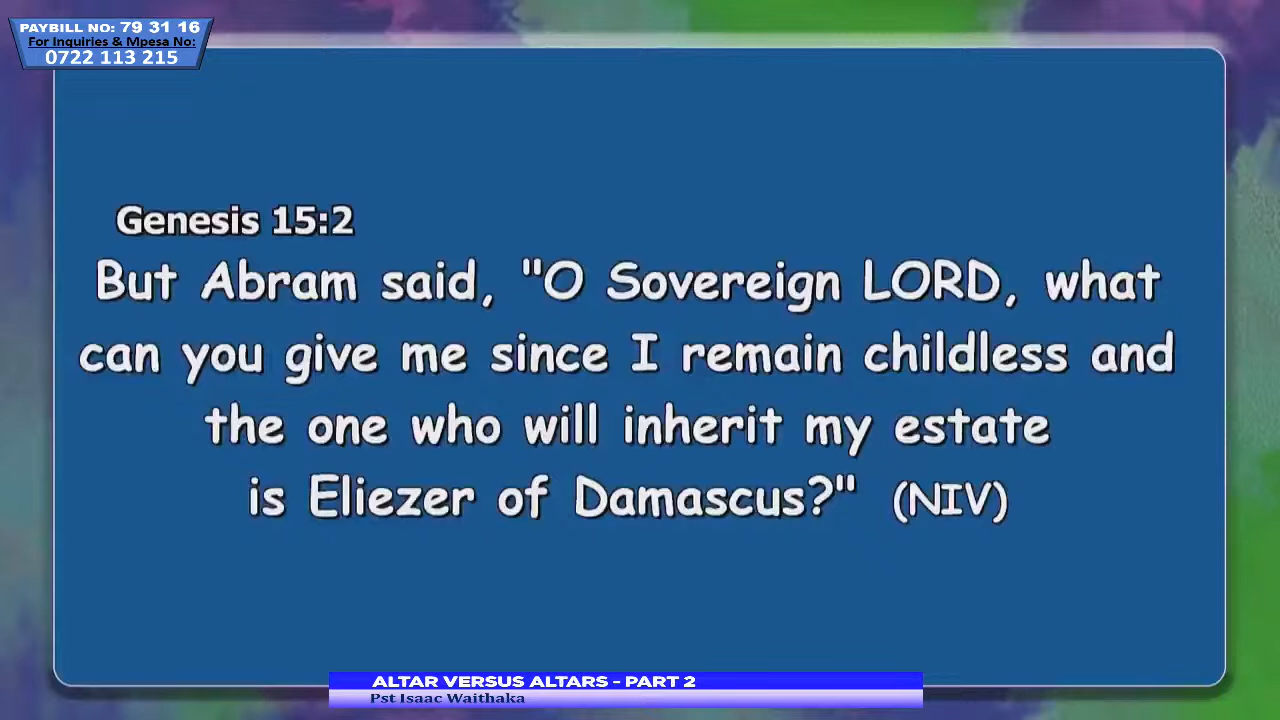 PAYBILL NO: 79 31 16
For Inquiries & Mpesa No:
0722 113 215
Genesis 15:2
But Abram said, "O Sovereign LORD, what
can you give me since I remain childless and
the one who will inherit my estate
is Eliezer of Damascus?" (NIV)
ALTAR VERSUS ALTARS - PART 2
Pst Isaac Waithaka